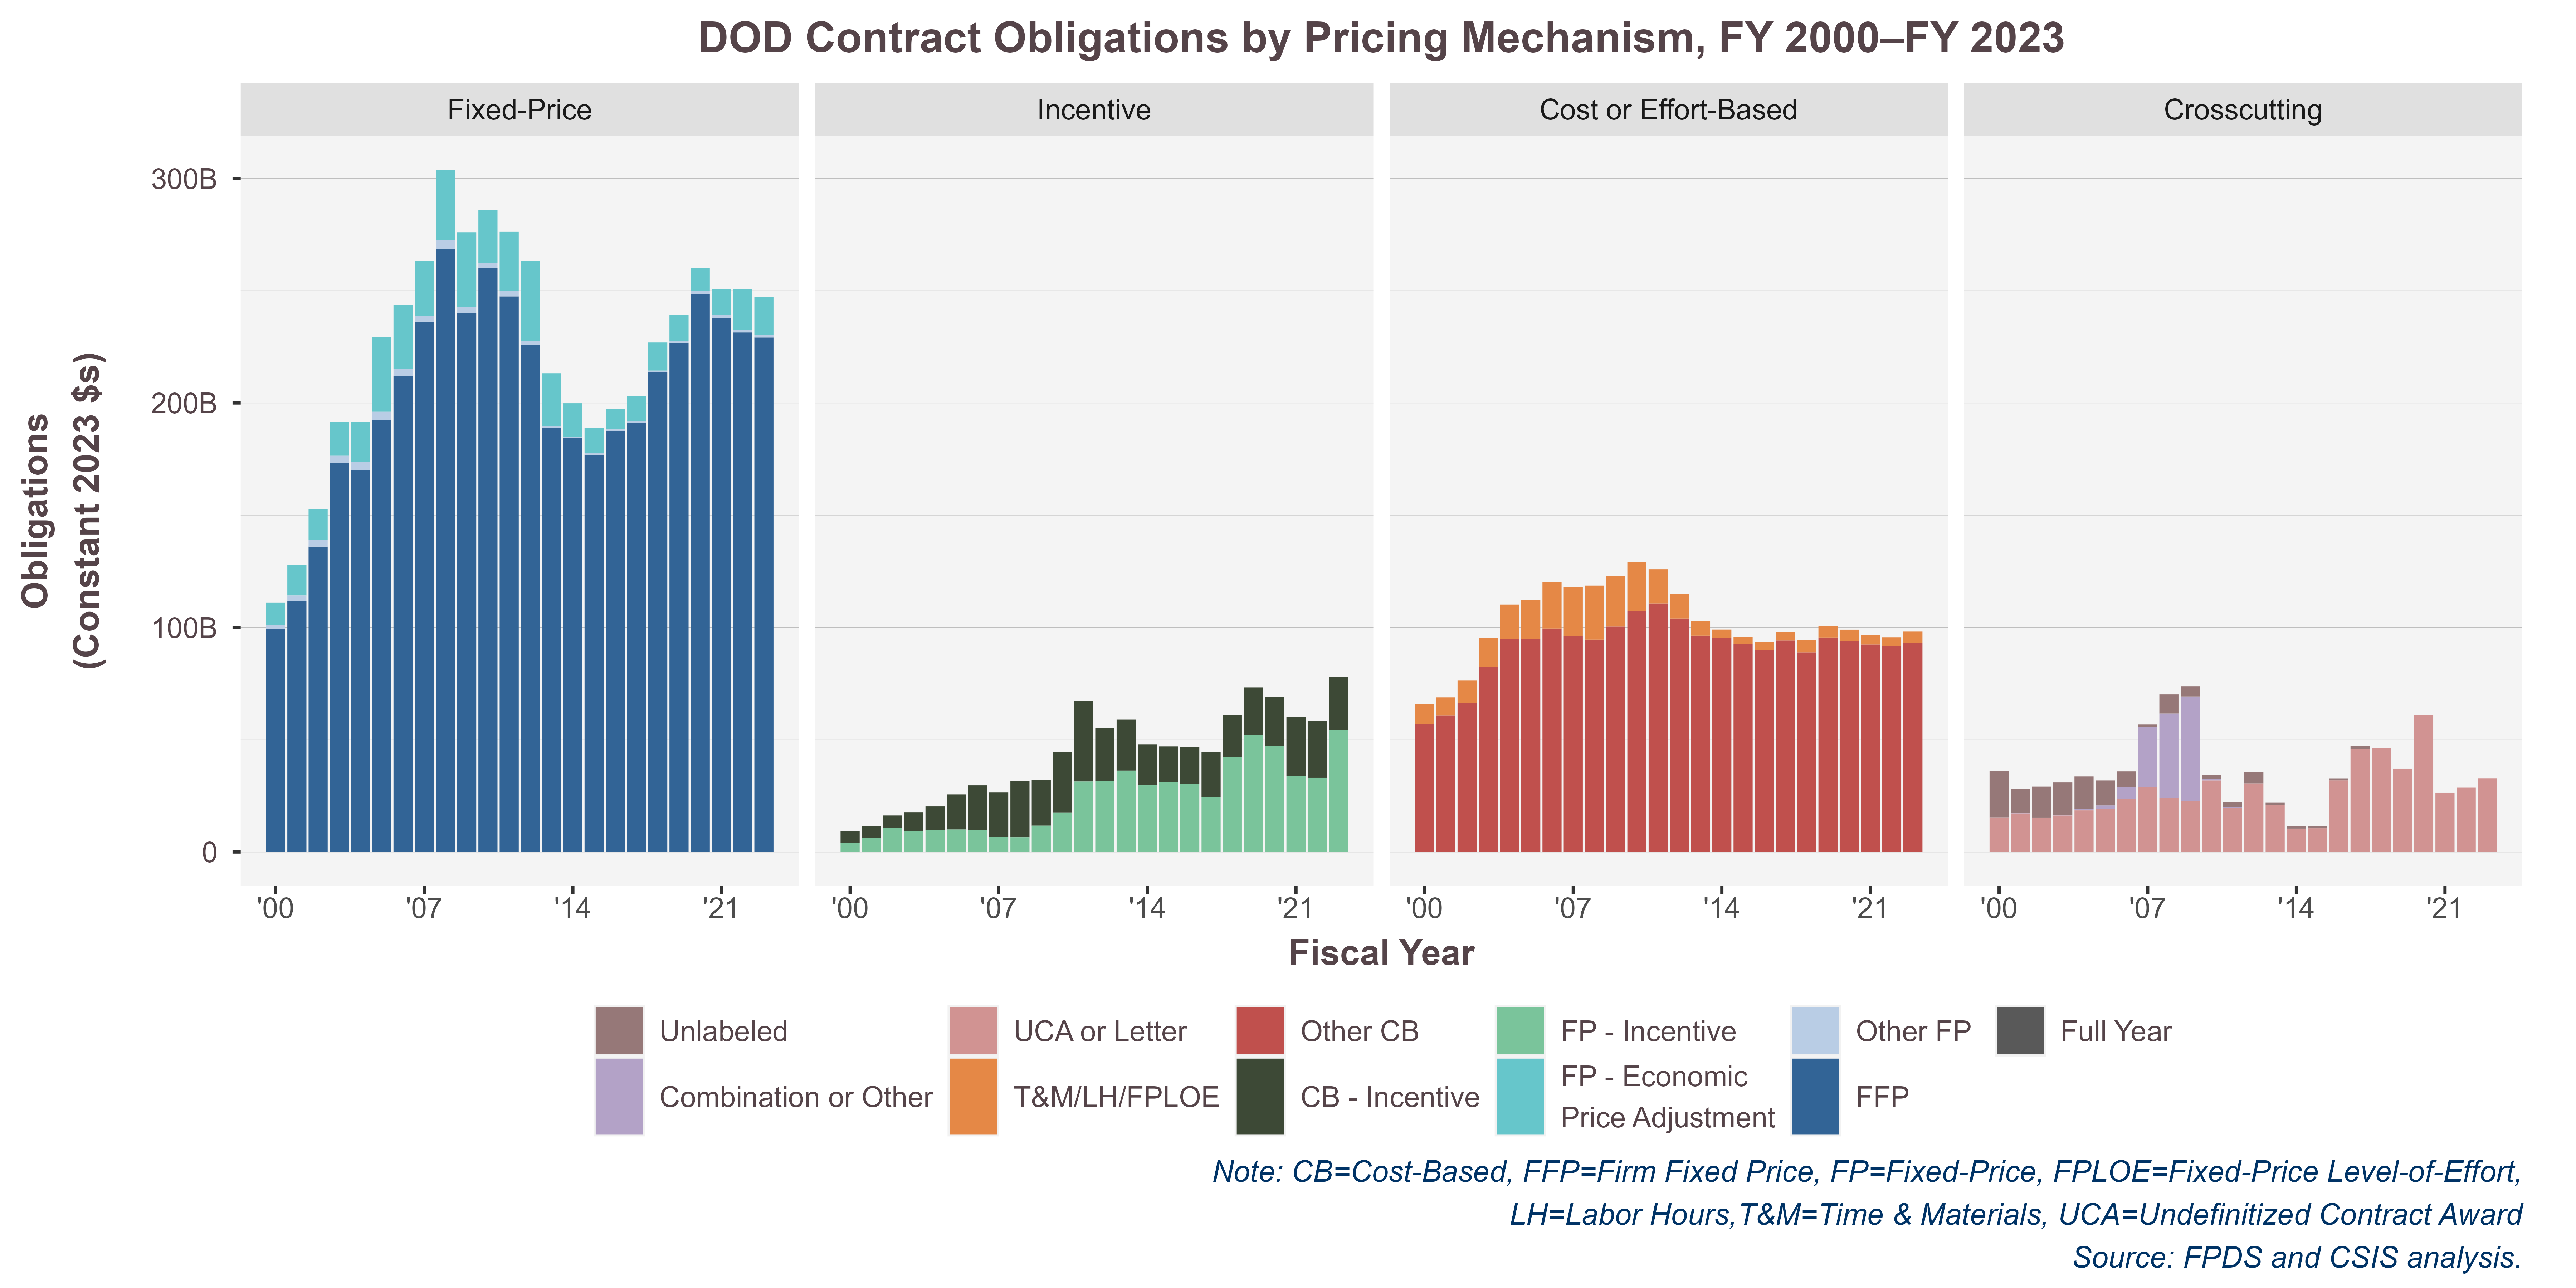 DOD Contract Obligations by Pricing Mechanism, FY 2000–FY 2023
Fixed-Price
Incentive
Cost or Effort-Based
Crosscutting
Obligations
(Constant 2023 $s)
300B
200B
100B
0
'00
'07
'14
'21
'00
'07
'14
'21
'00
'07
'14
'21
'00
'07
'14
'21
Fiscal Year
Unlabeled
UCA or Letter
Other CB
FP - Incentive
Other FP
Full Year
Combination or Other
T&M/LH/FPLOE
CB - Incentive
FP - Economic
Price Adjustment
FFP
Note: CB=Cost-Based, FFP=Firm Fixed Price, FP=Fixed-Price, FPLOE=Fixed-Price Level-of-Effort,
LH=Labor Hours,T&M=Time & Materials, UCA=Undefinitized Contract Award
Source: FPDS and CSIS analysis.